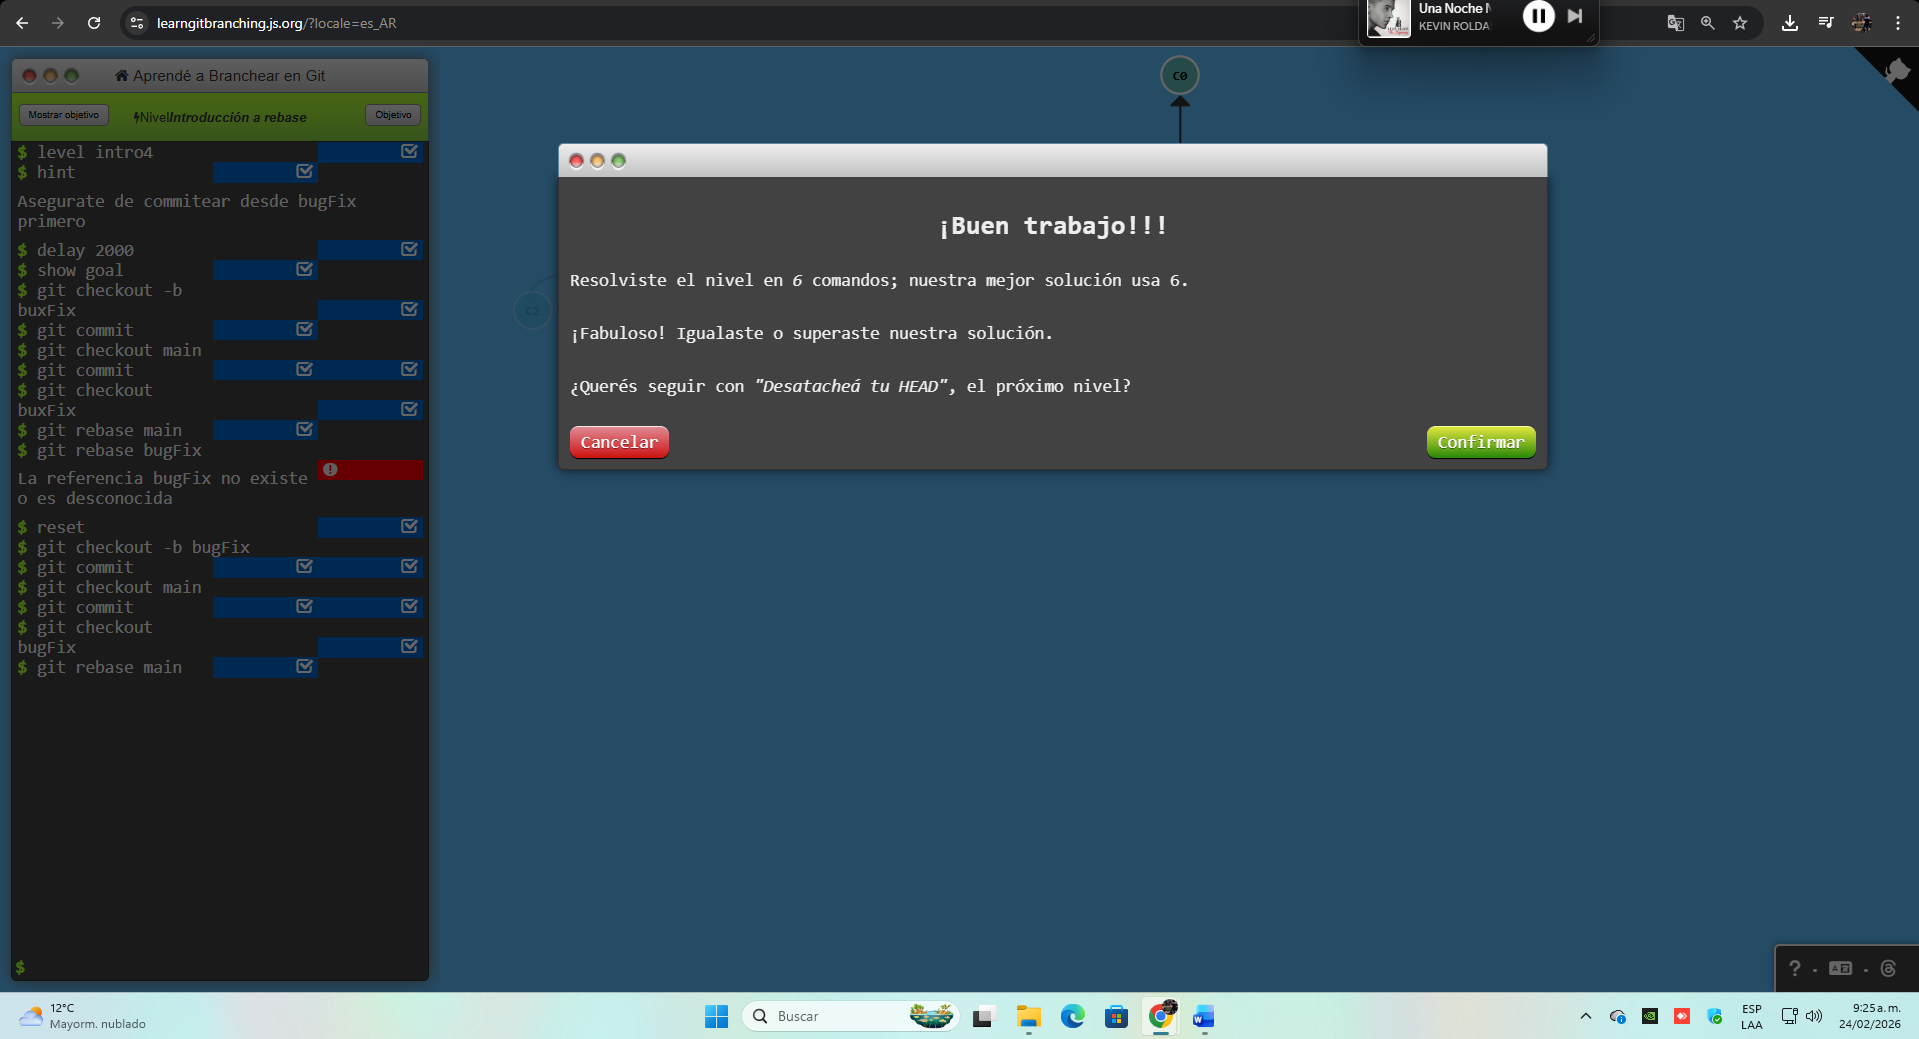 learngitbranching.js.org/?locale=es_AR
Una Noche
KEVIN ROLDA
Aprendé a Branchear en Git
Mostrar objetivo
Nivel Introducción a rebase
Objetivo
$ level intro4
$ hint
Asegurate de commitear desde bugFix
primero
$ delay 2000
$ show goal
$ git checkout -b
buxFix
$ git commit
$ git checkout main
$ git commit
$ git checkout
buxFix
$ git rebase main
$ git rebase bugFix
La referencia bugFix no existe
o es desconocida
$ reset
$ git checkout -b bugFix
$ git commit
$ git checkout main
$ git commit
$ git checkout
bugFix
$ git rebase main
$
C0
C2
¡Buen trabajo!!!
Resolviste el nivel en 6 comandos; nuestra mejor solución usa 6.
¡Fabuloso! Igualaste o superaste nuestra solución.
¿Querés seguir con "Desatacheá tu HEAD", el próximo nivel?
Cancelar
Confirmar
?
12°C
Mayorm. nublado
Buscar
ESP
LAA
9:25 a. m.
24/02/2026